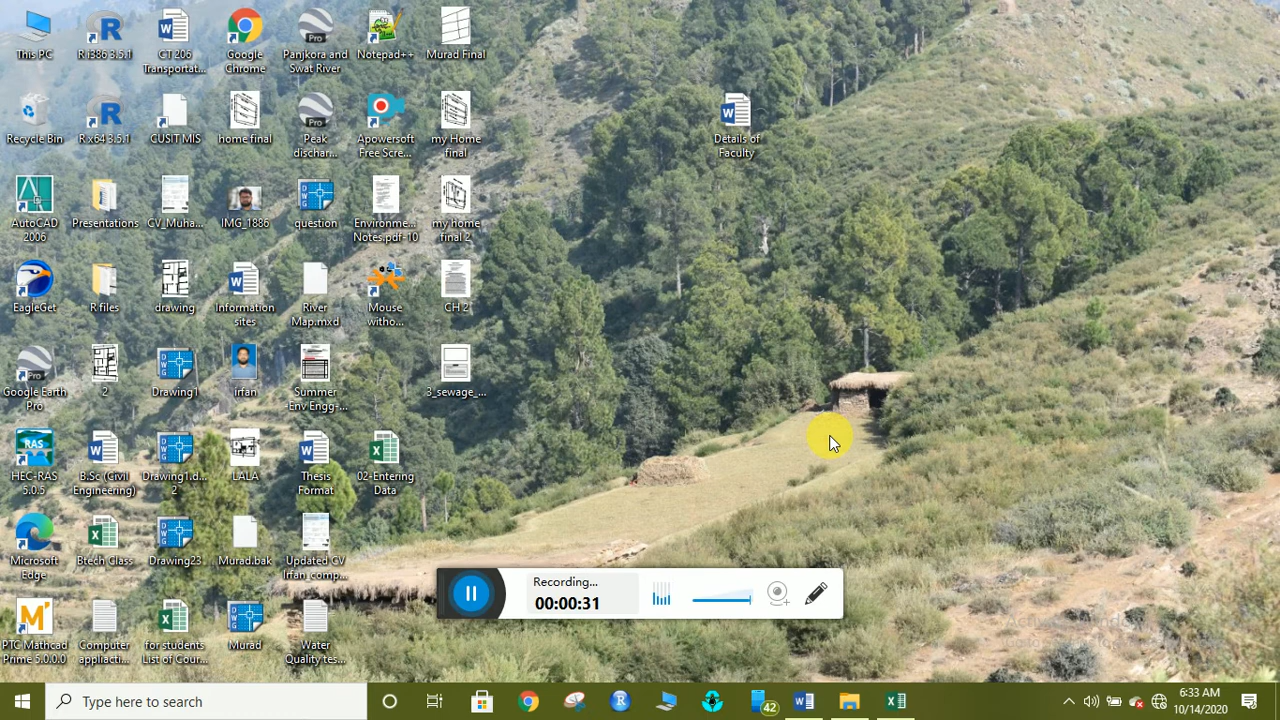 This PC
R i386 3.5.1
CT 206
Transportat...
Google
Chrome
Panjkora and
Swat River
Notepad++
Murad Final
Recycle Bin
R x64 3.5.1
CUSIT MIS
home final
Peak
dischar...
Apowersoft
Free Scre...
my Home
final
Details of
Faculty
AutoCAD
2006
Presentations
CV_Muha...
IMG_1886
question
Environme...
Notes.pdf-10
my home
final 2
EagleGet
R files
drawing
Information
sites
River
Map.mxd
Mouse
witho...
CH 2
Google Earth
Pro
2
Drawing1
irfan
Summer
Env Engg-...
3_sewage_...
HEC-RAS
5.0.5
B.Sc (Civil
Engineering)
Drawing1.d...
2
LALA
Thesis
Format
02-Entering
Data
Microsoft
Edge
Btech Class
Drawing23
Murad.bak
Updated CV
Irfan_comp...
PTC Mathcad
Prime 5.0.0.0
Computer
appliacti...
for students
List of Cour...
Murad
Water
Quality tes...
Recording...
00:00:31
Type here to search
42
6:33 AM
10/14/2020